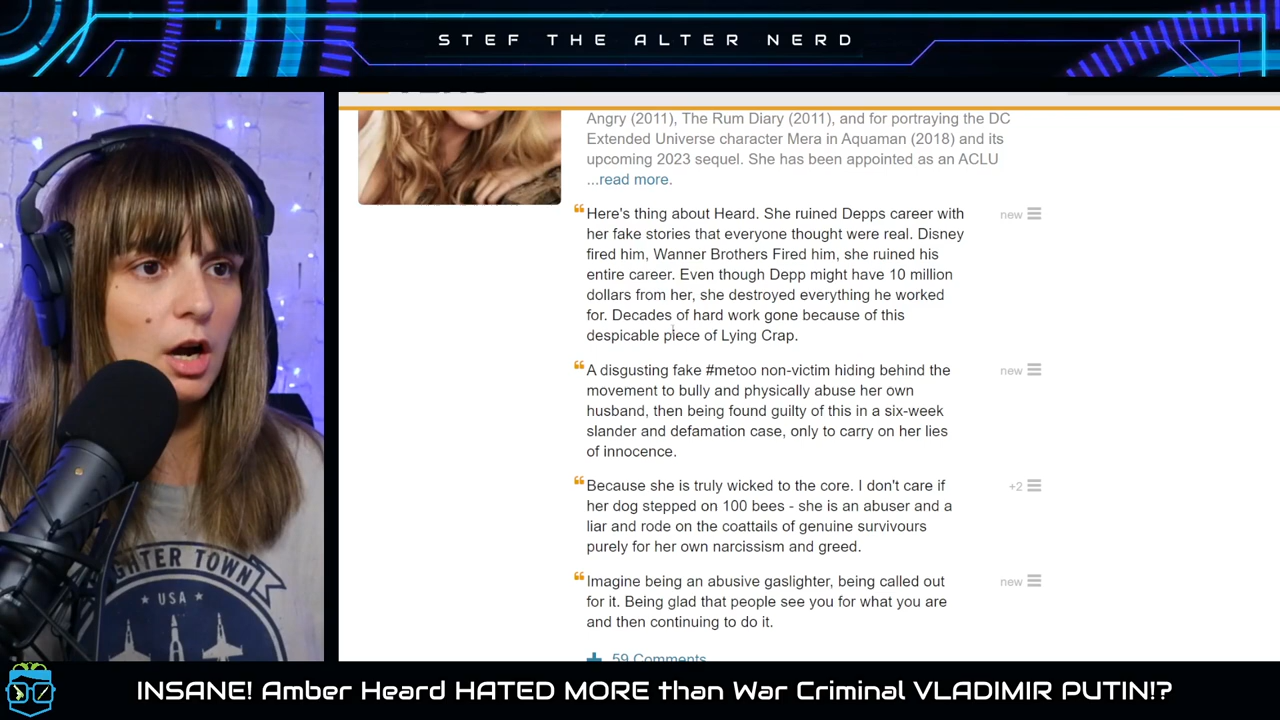 STEF THE ALTER NERD
Angry (2011), The Rum Diary (2011), and for portraying the DC
Extended Universe character Mera in Aquaman (2018) and its
upcoming 2023 sequel. She has been appointed as an ACLU
...read more.
Here's thing about Heard. She ruined Depps career with
her fake stories that everyone thought were real. Disney
fired him, Wanner Brothers Fired him, she ruined his
entire career. Even though Depp might have 10 million
dollars from her, she destroyed everything he worked
for. Decades of hard work gone because of this
despicable piece of Lying Crap.
new
A disgusting fake #metoo non-victim hiding behind the
movement to bully and physically abuse her own
husband, then being found guilty of this in a six-week
slander and defamation case, only to carry on her lies
of innocence.
new
Because she is truly wicked to the core. I don't care if
her dog stepped on 100 bees - she is an abuser and a
liar and rode on the coattails of genuine survivours
purely for her own narcissism and greed.
+2
Imagine being an abusive gaslighter, being called out
for it. Being glad that people see you for what you are
and then continuing to do it.
new
59 Comments
GHTER TOWN
USA
INSANE! Amber Heard HATED MORE than War Criminal VLADIMIR PUTIN!?